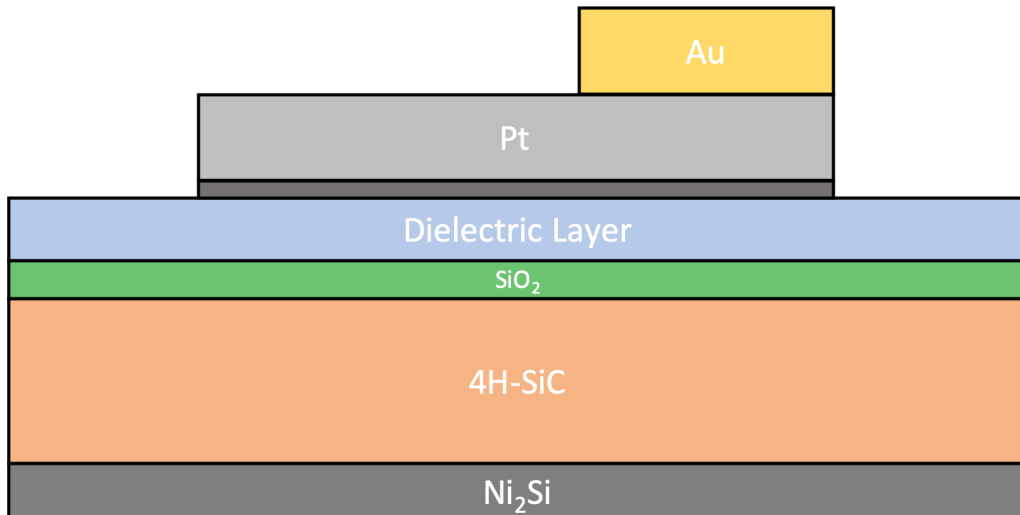 Au
Pt
Dielectric Layer
SiO₂
4H-SiC
Ni₂Si